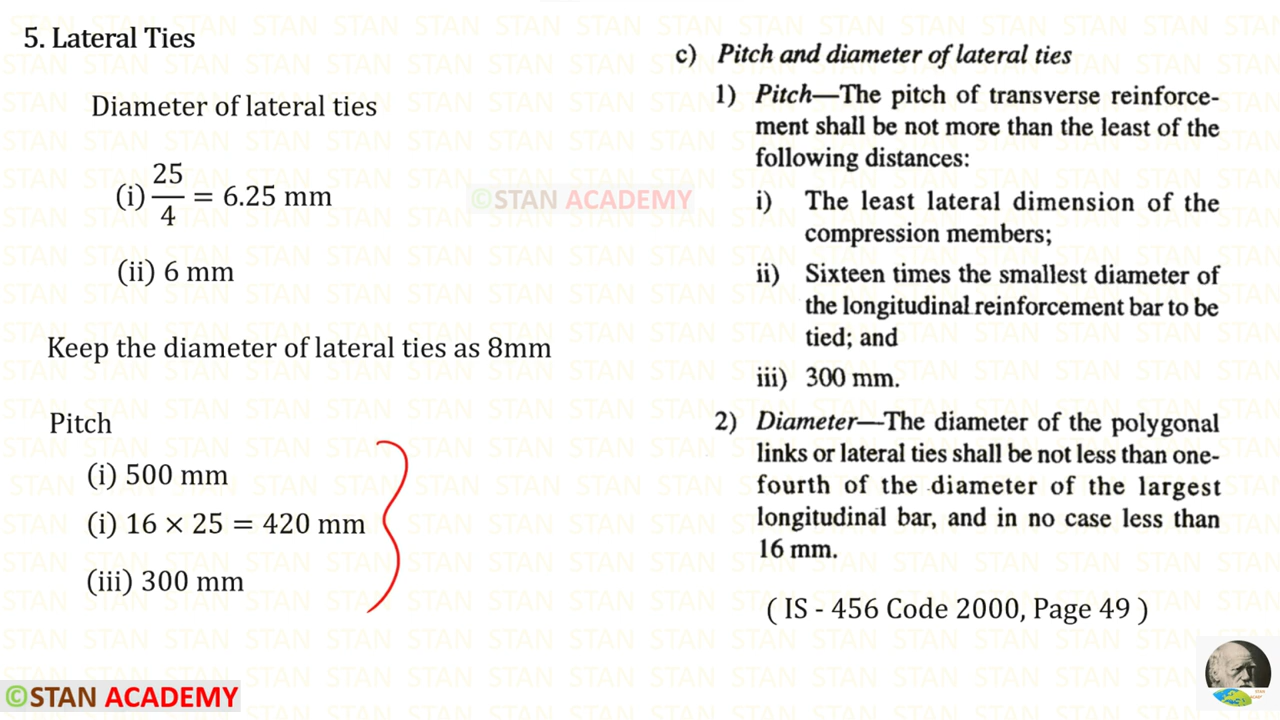 5. Lateral Ties
Diameter of lateral ties
(i) 25/4 = 6.25 mm
(ii) 6 mm
Keep the diameter of lateral ties as 8mm
Pitch
(i) 500 mm
(i) 16 × 25 = 420 mm
(iii) 300 mm
©STAN ACADEMY
c) Pitch and diameter of lateral ties
1) Pitch—The pitch of transverse reinforce-
ment shall be not more than the least of the
following distances:
i) The least lateral dimension of the
compression members;
ii) Sixteen times the smallest diameter of
the longitudinal reinforcement bar to be
tied; and
iii) 300 mm.
2) Diameter—The diameter of the polygonal
links or lateral ties shall be not less than one-
fourth of the diameter of the largest
longitudinal bar, and in no case less than
16 mm.
( IS - 456 Code 2000, Page 49 )
©STAN ACADEMY